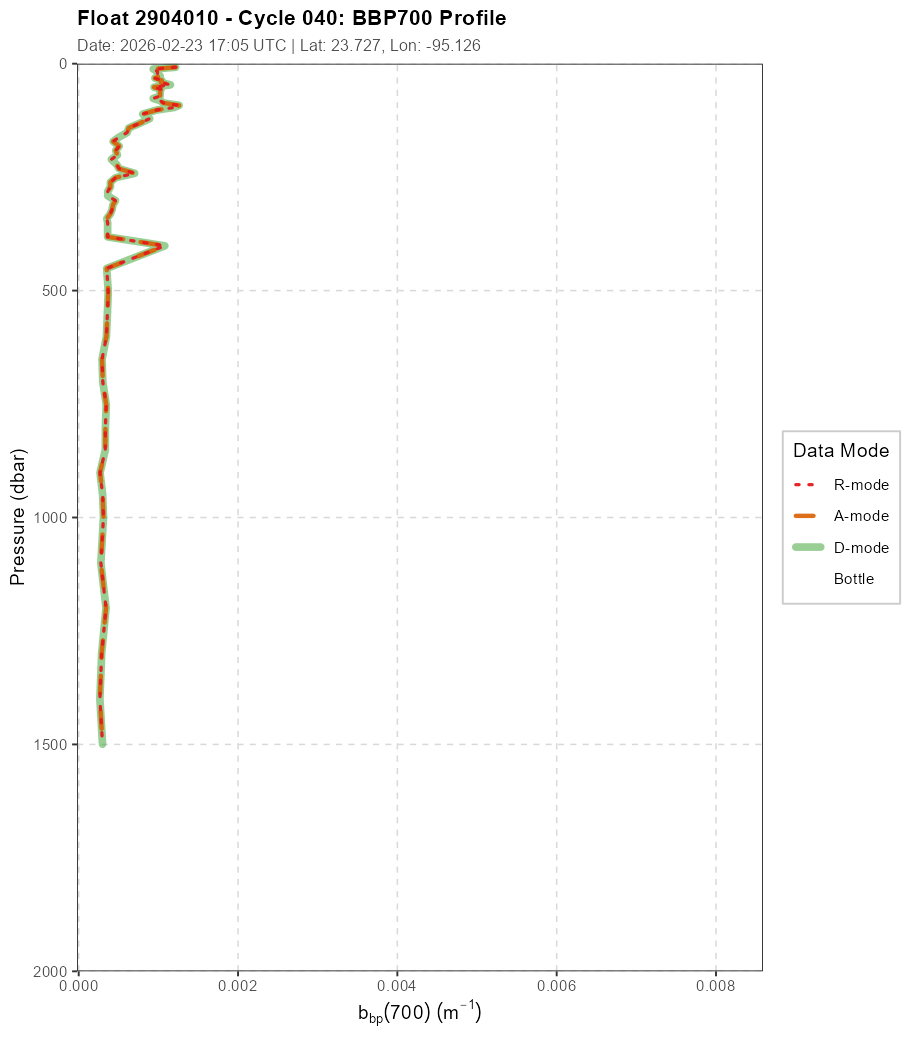 Float 2904010 - Cycle 040: BBP700 Profile
Date: 2026-02-23 17:05 UTC | Lat: 23.727, Lon: -95.126
0
500
1000
1500
2000
Pressure (dbar)
0.000
0.002
0.004
0.006
0.008
b_bp(700) (m⁻¹)
Data Mode
R-mode
A-mode
D-mode
Bottle